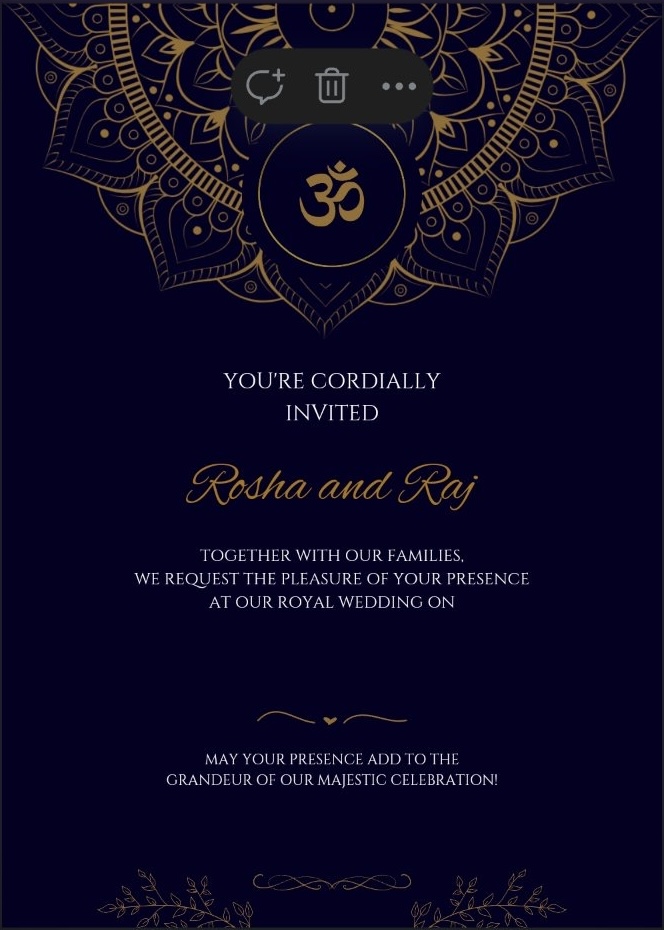 ॐ
YOU'RE CORDIALLY
INVITED
Rosha and Raj
TOGETHER WITH OUR FAMILIES,
WE REQUEST THE PLEASURE OF YOUR PRESENCE
AT OUR ROYAL WEDDING ON
MAY YOUR PRESENCE ADD TO THE
GRANDEUR OF OUR MAJESTIC CELEBRATION!